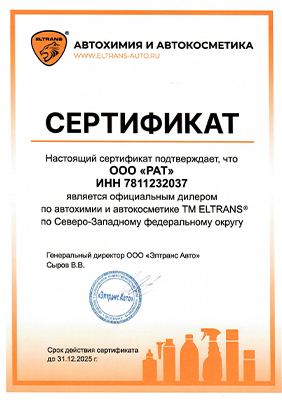 ELTRANS®
АВТОХИМИЯ И АВТОКОСМЕТИКА
WWW.ELTRANS-AUTO.RU
СЕРТИФИКАТ
Настоящий сертификат подтверждает, что
ООО «РАТ»
ИНН 7811232037
является официальным дилером
по автохимии и автокосметике ТМ ELTRANS®
по Северо-Западному федеральному округу
Генеральный директор ООО «Элтранс Авто»
Сыров В.В.
«Элтранс Авто»
Срок действия сертификата
до 31.12.2025 г.